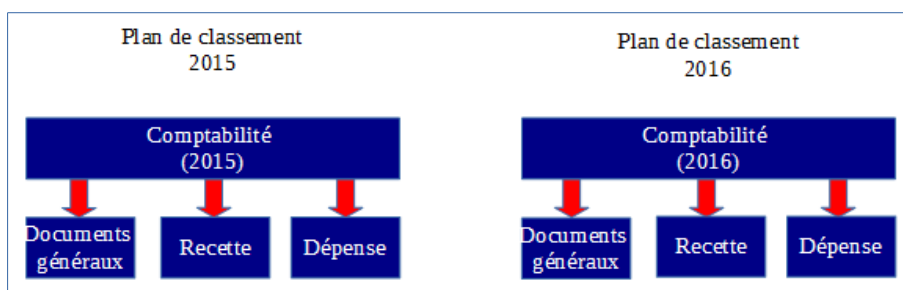 Plan de classement
2015
Comptabilité
(2015)
Documents
généraux
Recette
Dépense
Plan de classement
2016
Comptabilité
(2016)
Documents
généraux
Recette
Dépense